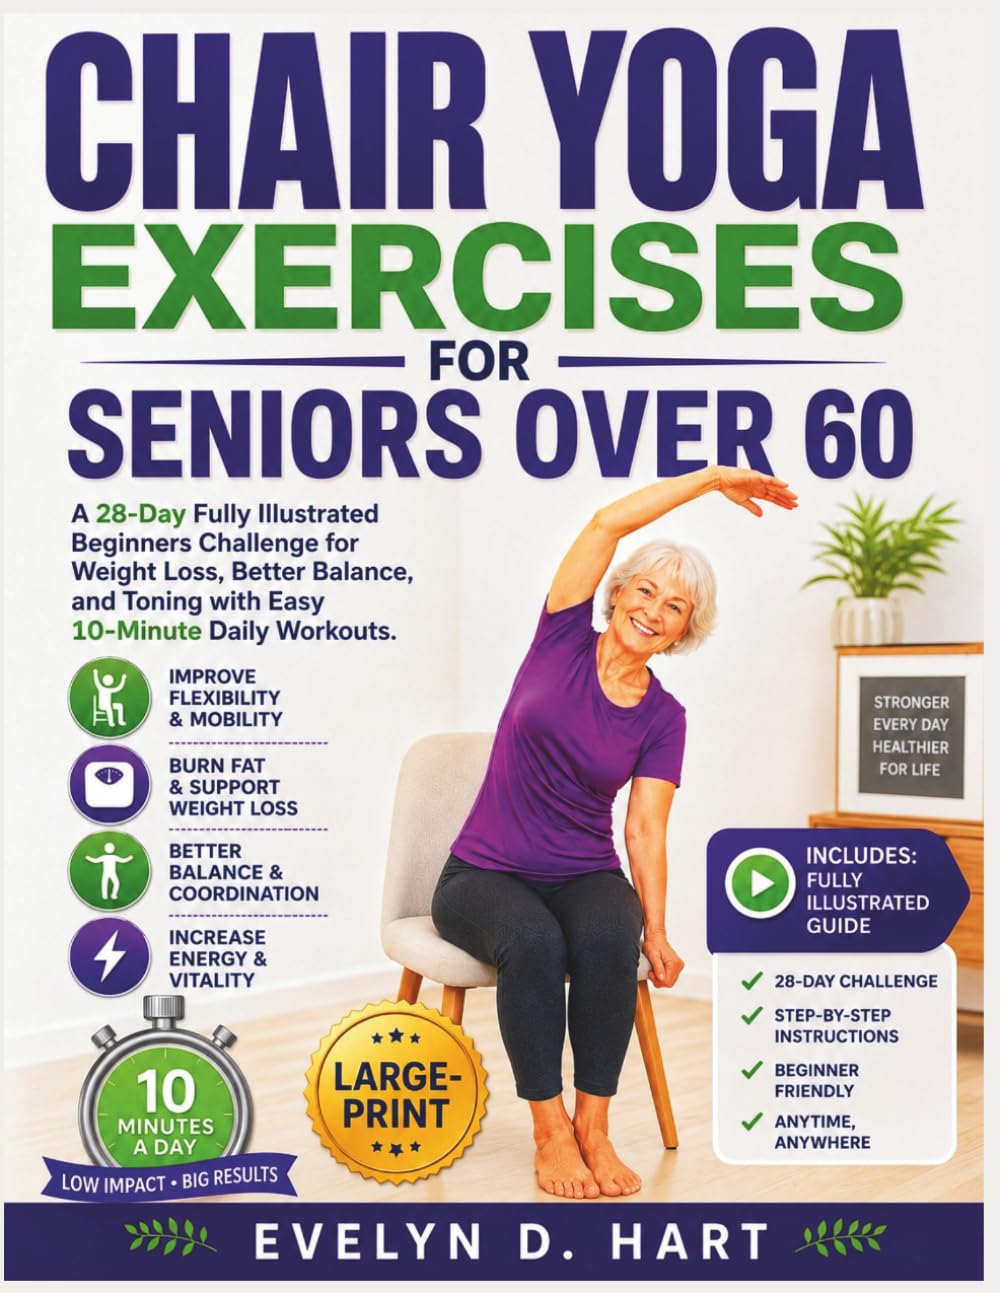 CHAIR YOGA
EXERCISES
FOR
SENIORS OVER 60
A 28-Day Fully Illustrated
Beginners Challenge for
Weight Loss, Better Balance,
and Toning with Easy
10-Minute Daily Workouts.
IMPROVE
FLEXIBILITY
& MOBILITY
BURN FAT
& SUPPORT
WEIGHT LOSS
BETTER
BALANCE &
COORDINATION
INCREASE
ENERGY &
VITALITY
10
MINUTES
A DAY
LOW IMPACT • BIG RESULTS
LARGE-
PRINT
STRONGER
EVERY DAY
HEALTHIER
FOR LIFE
INCLUDES:
FULLY
ILLUSTRATED
GUIDE
28-DAY CHALLENGE
STEP-BY-STEP
INSTRUCTIONS
BEGINNER
FRIENDLY
ANYTIME,
ANYWHERE
EVELYN D. HART